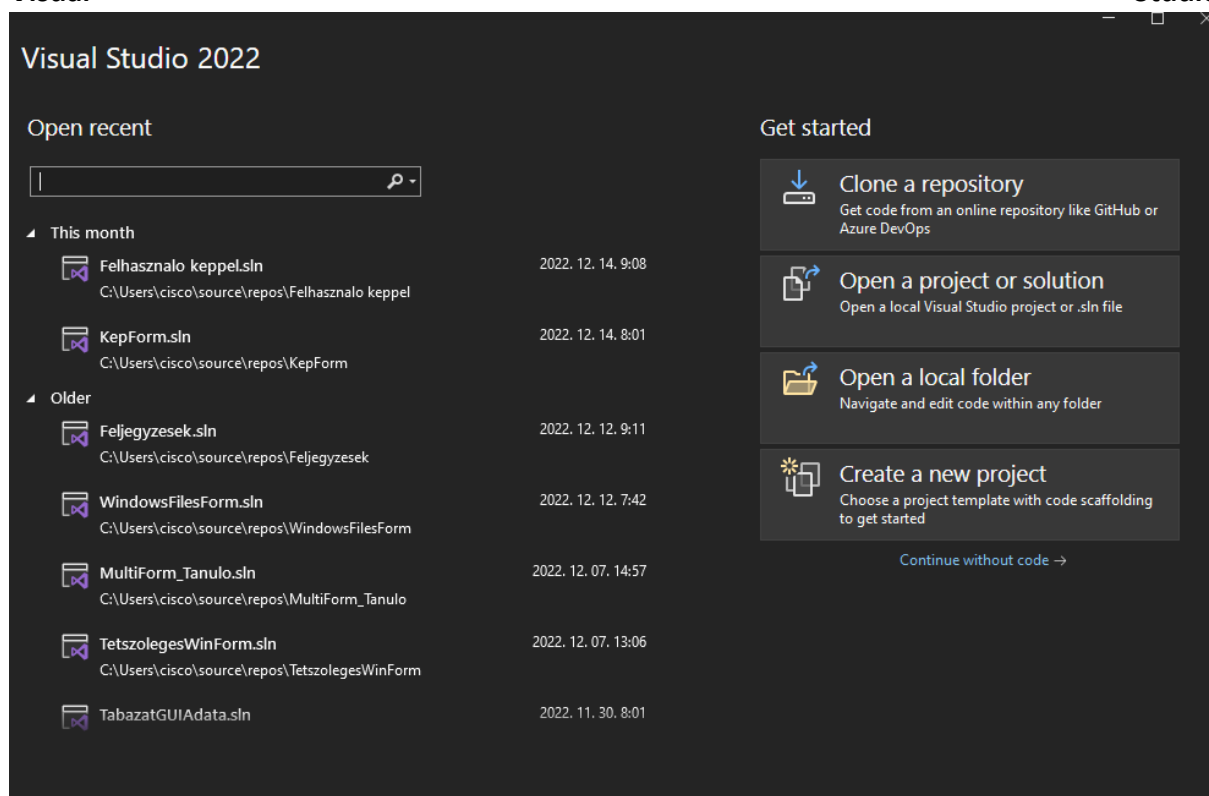 Visual Studio 2022
Open recent
This month
Felhasznalo keppel.sln 2022. 12. 14. 9:08
C:\Users\cisco\source\repos\Felhasznalo keppel
KepForm.sln 2022. 12. 14. 8:01
C:\Users\cisco\source\repos\KepForm
Older
Feljegyzesek.sln 2022. 12. 12. 9:11
C:\Users\cisco\source\repos\Feljegyzesek
WindowsFilesForm.sln 2022. 12. 12. 7:42
C:\Users\cisco\source\repos\WindowsFilesForm
MultiForm_Tanulo.sln 2022. 12. 07. 14:57
C:\Users\cisco\source\repos\MultiForm_Tanulo
TetszolegesWinForm.sln 2022. 12. 07. 13:06
C:\Users\cisco\source\repos\TetszolegesWinForm
TabazatGUIAdata.sln 2022. 11. 30. 8:01
Get started
Clone a repository
Get code from an online repository like GitHub or
Azure DevOps
Open a project or solution
Open a local Visual Studio project or .sln file
Open a local folder
Navigate and edit code within any folder
Create a new project
Choose a project template with code scaffolding
to get started
Continue without code →